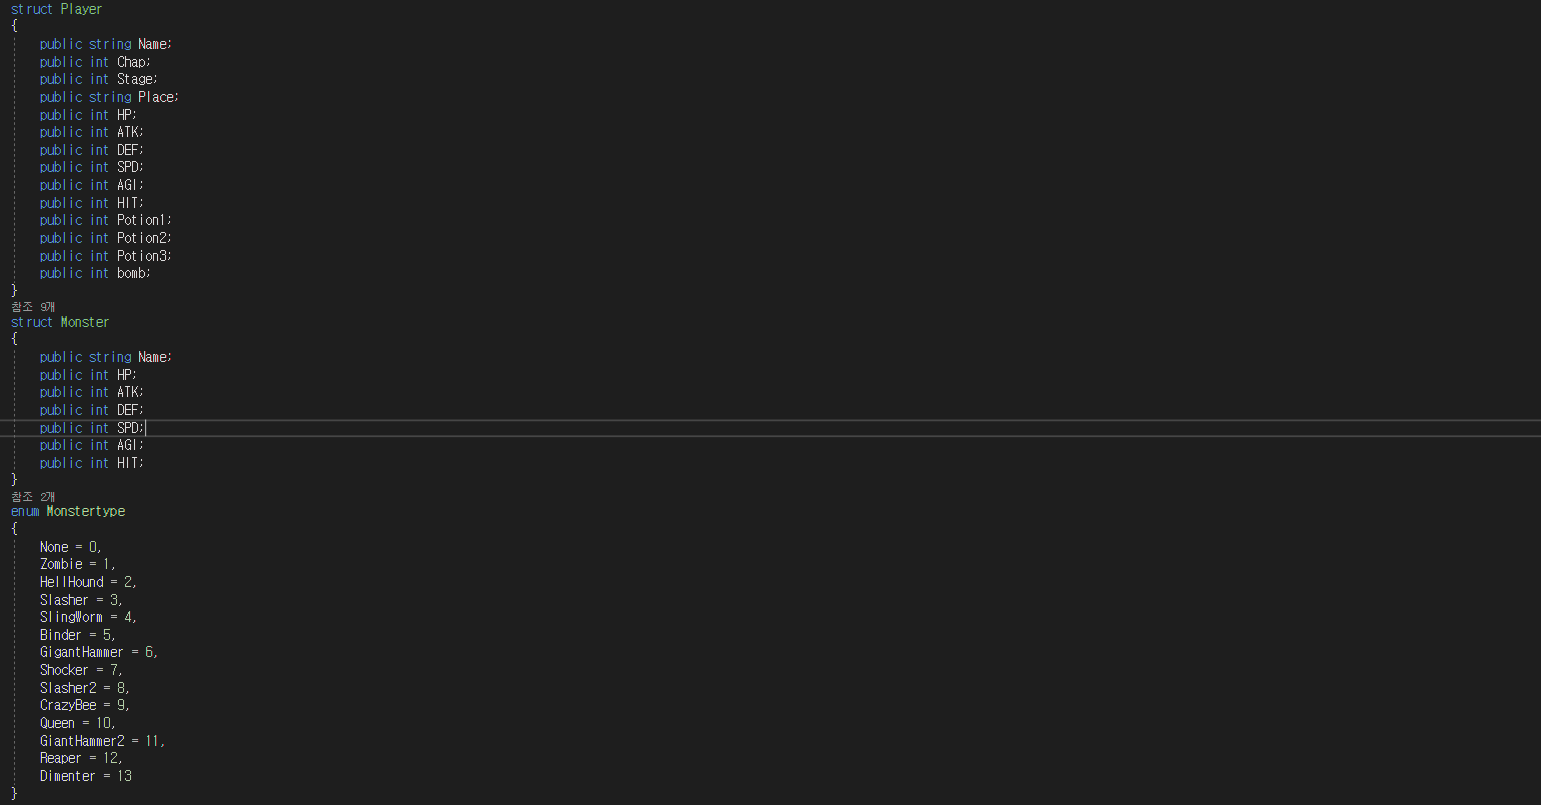 struct Player
{
public string Name;
public int Chap;
public int Stage;
public string Place;
public int HP;
public int ATK;
public int DEF;
public int SPD;
public int AGI;
public int HIT;
public int Potion1;
public int Potion2;
public int Potion3;
public int bomb;
}
참조 9개
struct Monster
{
public string Name;
public int HP;
public int ATK;
public int DEF;
public int SPD;
public int AGI;
public int HIT;
}
참조 2개
enum Monstertype
{
None = 0,
Zombie = 1,
HellHound = 2,
Slasher = 3,
SlingWorm = 4,
Binder = 5,
GigantHammer = 6,
Shocker = 7,
Slasher2 = 8,
CrazyBee = 9,
Queen = 10,
GiantHammer2 = 11,
Reaper = 12,
Dimenter = 13
}